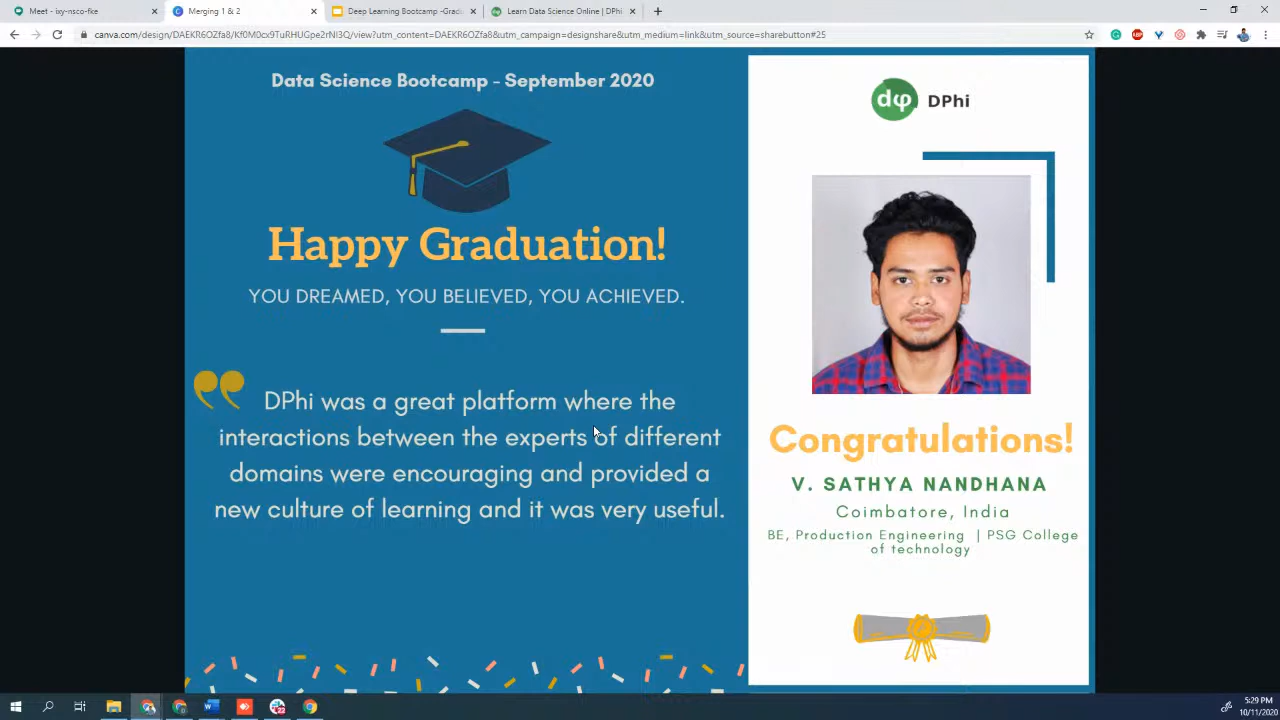 Meet - ixy-nsco-fke
Merging 1 & 2
Deep Learning Bootcamp -Gradu
Learn Data Science Online | DPhi
canva.com/design/DAEKR6OZfa8/Kf0M0cx9TuRHUGpe2rNI3Q/view?utm_content=DAEKR6OZfa8&utm_campaign=designshare&utm_medium=link&utm_source=sharebutton#25
Data Science Bootcamp - September 2020
Happy Graduation!
YOU DREAMED, YOU BELIEVED, YOU ACHIEVED.
DPhi was a great platform where the
interactions between the experts of different
domains were encouraging and provided a
new culture of learning and it was very useful.
dφ DPhi
Congratulations!
V. SATHYA NANDHANA
Coimbatore, India
BE, Production Engineering | PSG College
of technology
5:29 PM
10/11/2020